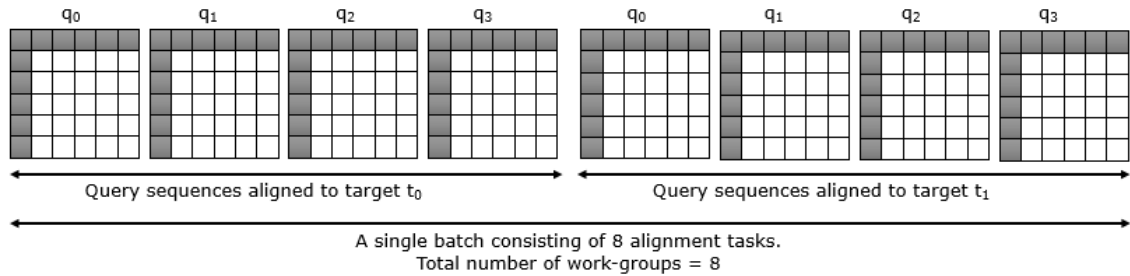 q₀ q₁ q₂ q₃ q₀ q₁ q₂ q₃
Query sequences aligned to target t₀ Query sequences aligned to target t₁
A single batch consisting of 8 alignment tasks.
Total number of work-groups = 8